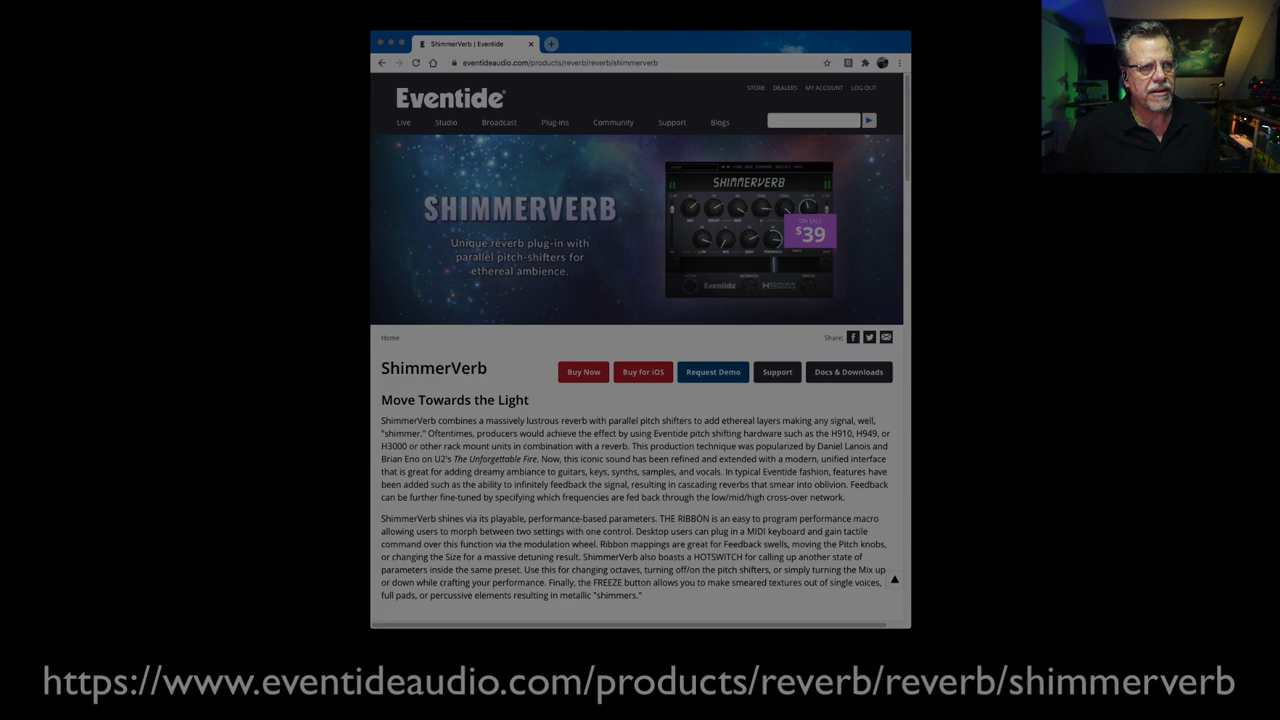 ShimmerVerb | Eventide
eventideaudio.com/products/reverb/reverb/shimmerverb
STORE DEALERS MY ACCOUNT LOG OUT
Eventide®
Live Studio Broadcast Plug-ins Community Support Blogs
SHIMMERVERB
Unique reverb plug-in with
parallel pitch-shifters for
ethereal ambience.
SHIMMERVERB
ON SALE
$39
Eventide
Home
Share:
ShimmerVerb
Buy Now Buy for iOS Request Demo Support Docs & Downloads
Move Towards the Light
ShimmerVerb combines a massively lustrous reverb with parallel pitch shifters to add ethereal layers making any signal, well,
"shimmer." Oftentimes, producers would achieve the effect by using Eventide pitch shifting hardware such as the H910, H949, or
H3000 or other rack mount units in combination with a reverb. This production technique was popularized by Daniel Lanois and
Brian Eno on U2's The Unforgettable Fire. Now, this iconic sound has been refined and extended with a modern, unified interface
that is great for adding dreamy ambiance to guitars, keys, synths, samples, and vocals. In typical Eventide fashion, features have
been added such as the ability to infinitely feedback the signal, resulting in cascading reverbs that smear into oblivion. Feedback
can be further fine-tuned by specifying which frequencies are fed back through the low/mid/high cross-over network.
ShimmerVerb shines via its playable, performance-based parameters. THE RIBBON is an easy to program performance macro
allowing users to morph between two settings with one control. Desktop users can plug in a MIDI keyboard and gain tactile
command over this function via the modulation wheel. Ribbon mappings are great for Feedback swells, moving the Pitch knobs,
or changing the Size for a massive detuning result. ShimmerVerb also boasts a HOTSWITCH for calling up another state of
parameters inside the same preset. Use this for changing octaves, turning off/on the pitch shifters, or simply turning the Mix up
or down while crafting your performance. Finally, the FREEZE button allows you to make smeared textures out of single voices,
full pads, or percussive elements resulting in metallic "shimmers."
https://www.eventideaudio.com/products/reverb/reverb/shimmerverb